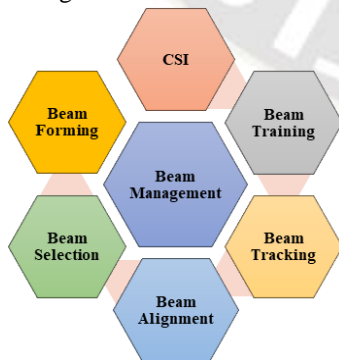 CSI
Beam
Forming
Beam
Training
Beam
Management
Beam
Selection
Beam
Tracking
Beam
Alignment